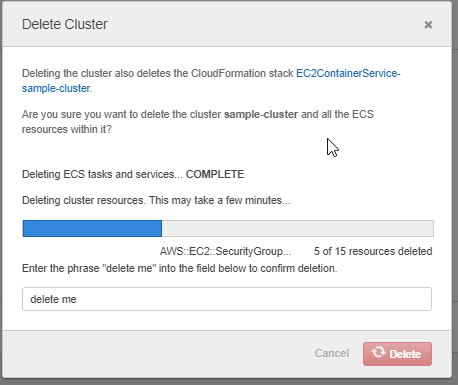 Delete Cluster ×
Deleting the cluster also deletes the CloudFormation stack EC2ContainerService-
sample-cluster.
Are you sure you want to delete the cluster sample-cluster and all the ECS
resources within it?
Deleting ECS tasks and services... COMPLETE
Deleting cluster resources. This may take a few minutes...
AWS::EC2::SecurityGroup... 5 of 15 resources deleted
Enter the phrase "delete me" into the field below to confirm deletion.
delete me
Cancel Delete